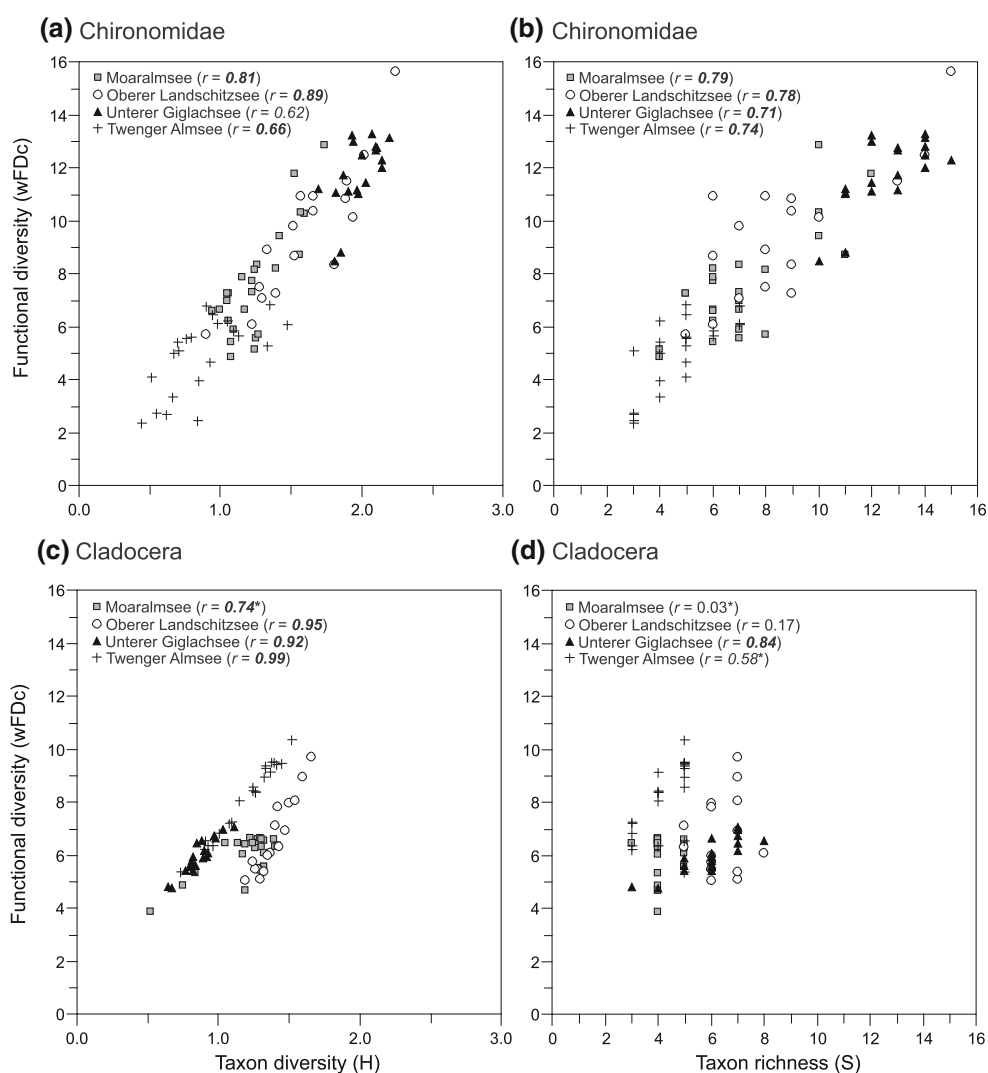 (a) Chironomidae
Moaralmsee (r = 0.81)
Oberer Landschitzsee (r = 0.89)
Unterer Giglachsee (r = 0.62)
Twenger Almsee (r = 0.66)
16
14
12
10
8
6
4
2
0
Functional diversity (wFDc)
0.0
1.0
2.0
3.0
(b) Chironomidae
Moaralmsee (r = 0.79)
Oberer Landschitzsee (r = 0.78)
Unterer Giglachsee (r = 0.71)
Twenger Almsee (r = 0.74)
16
14
12
10
8
6
4
2
0
0
2
4
6
8
10
12
14
16
(c) Cladocera
Moaralmsee (r = 0.74*)
Oberer Landschitzsee (r = 0.95)
Unterer Giglachsee (r = 0.92)
Twenger Almsee (r = 0.99)
16
14
12
10
8
6
4
2
0
Functional diversity (wFDc)
0.0
1.0
2.0
3.0
Taxon diversity (H)
(d) Cladocera
Moaralmsee (r = 0.03*)
Oberer Landschitzsee (r = 0.17)
Unterer Giglachsee (r = 0.84)
Twenger Almsee (r = 0.58*)
16
14
12
10
8
6
4
2
0
0
2
4
6
8
10
12
14
16
Taxon richness (S)